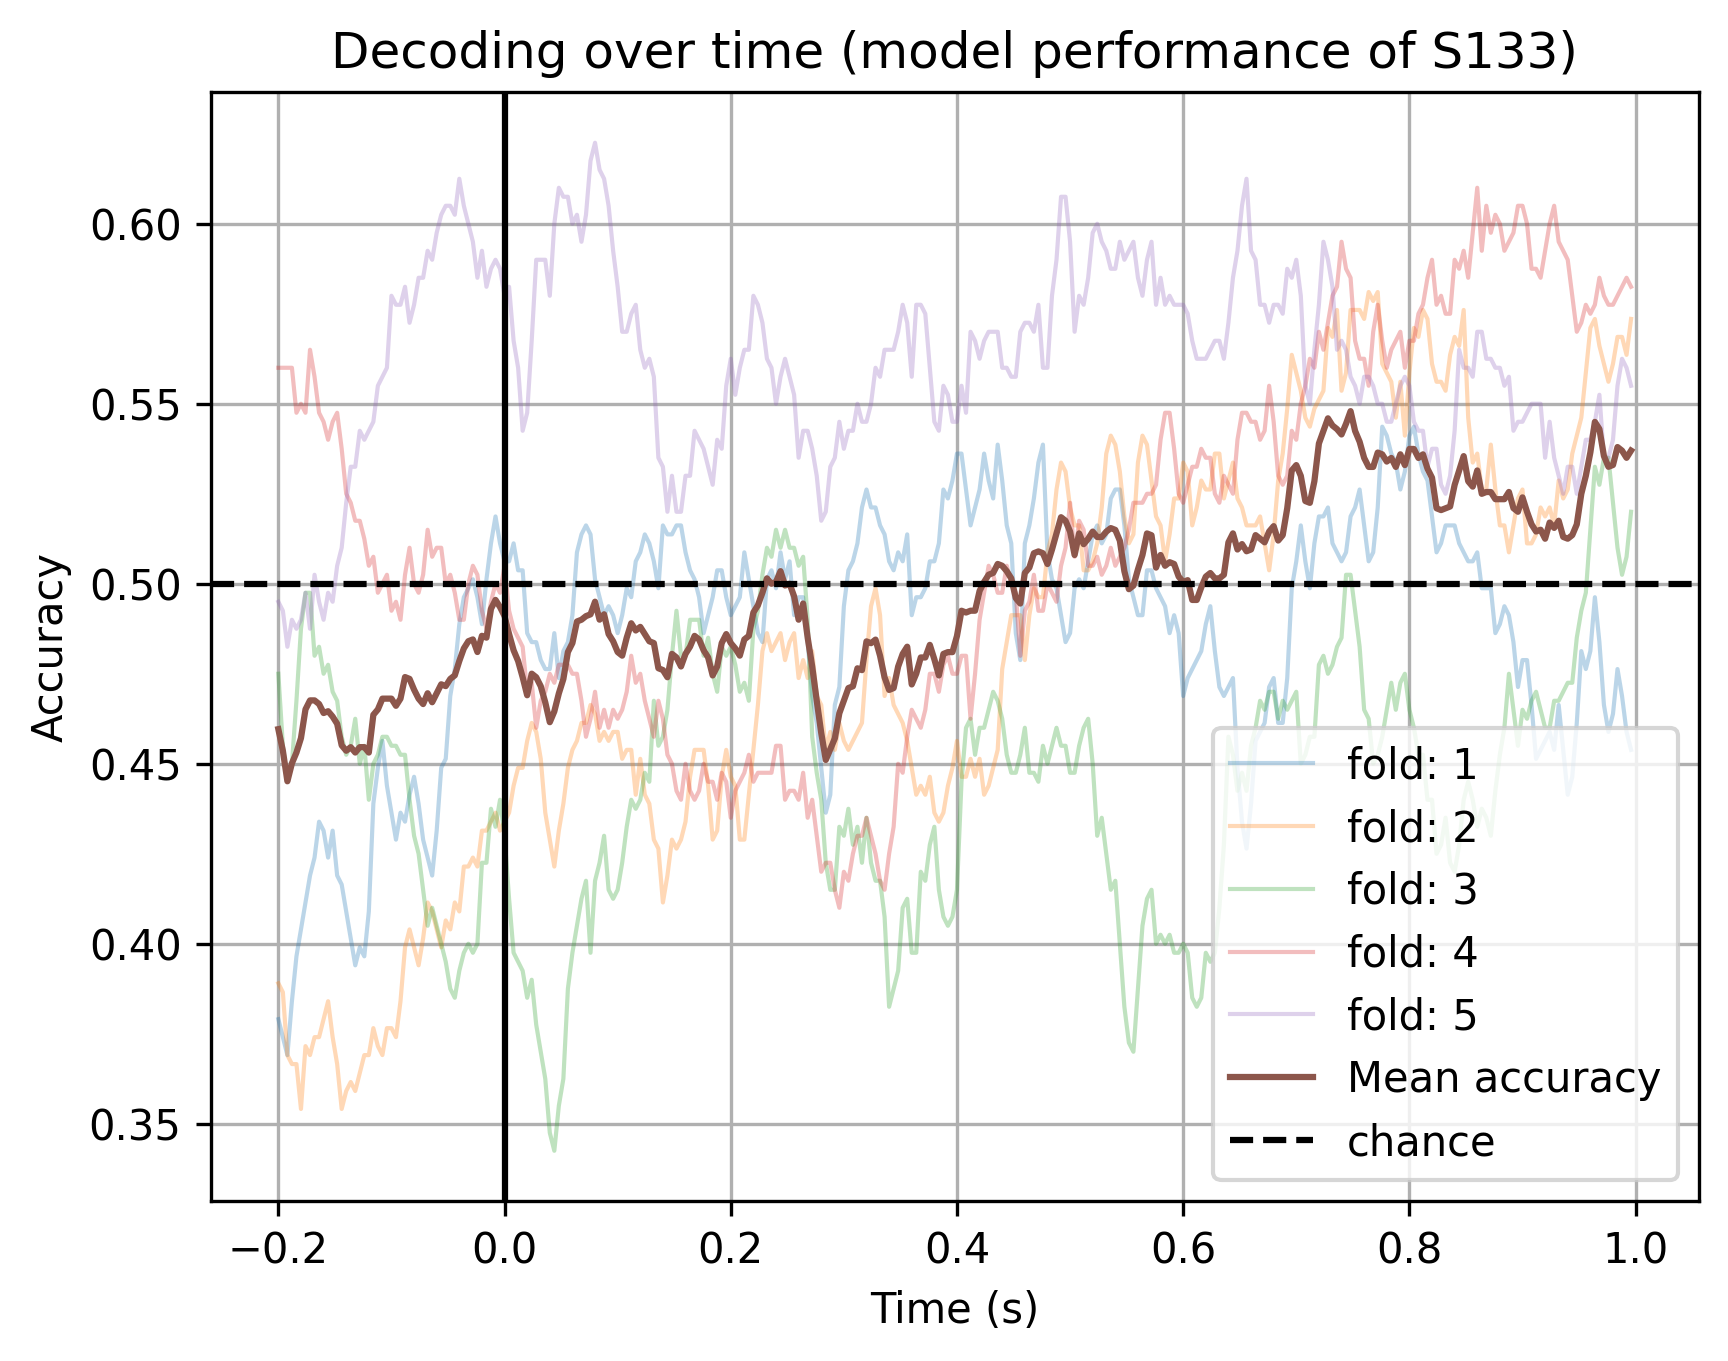 Decoding over time (model performance of S133)
Accuracy
0.60
0.55
0.50
0.45
0.40
0.35
−0.2
0.0
0.2
0.4
0.6
0.8
1.0
Time (s)
fold: 1
fold: 2
fold: 3
fold: 4
fold: 5
Mean accuracy
chance